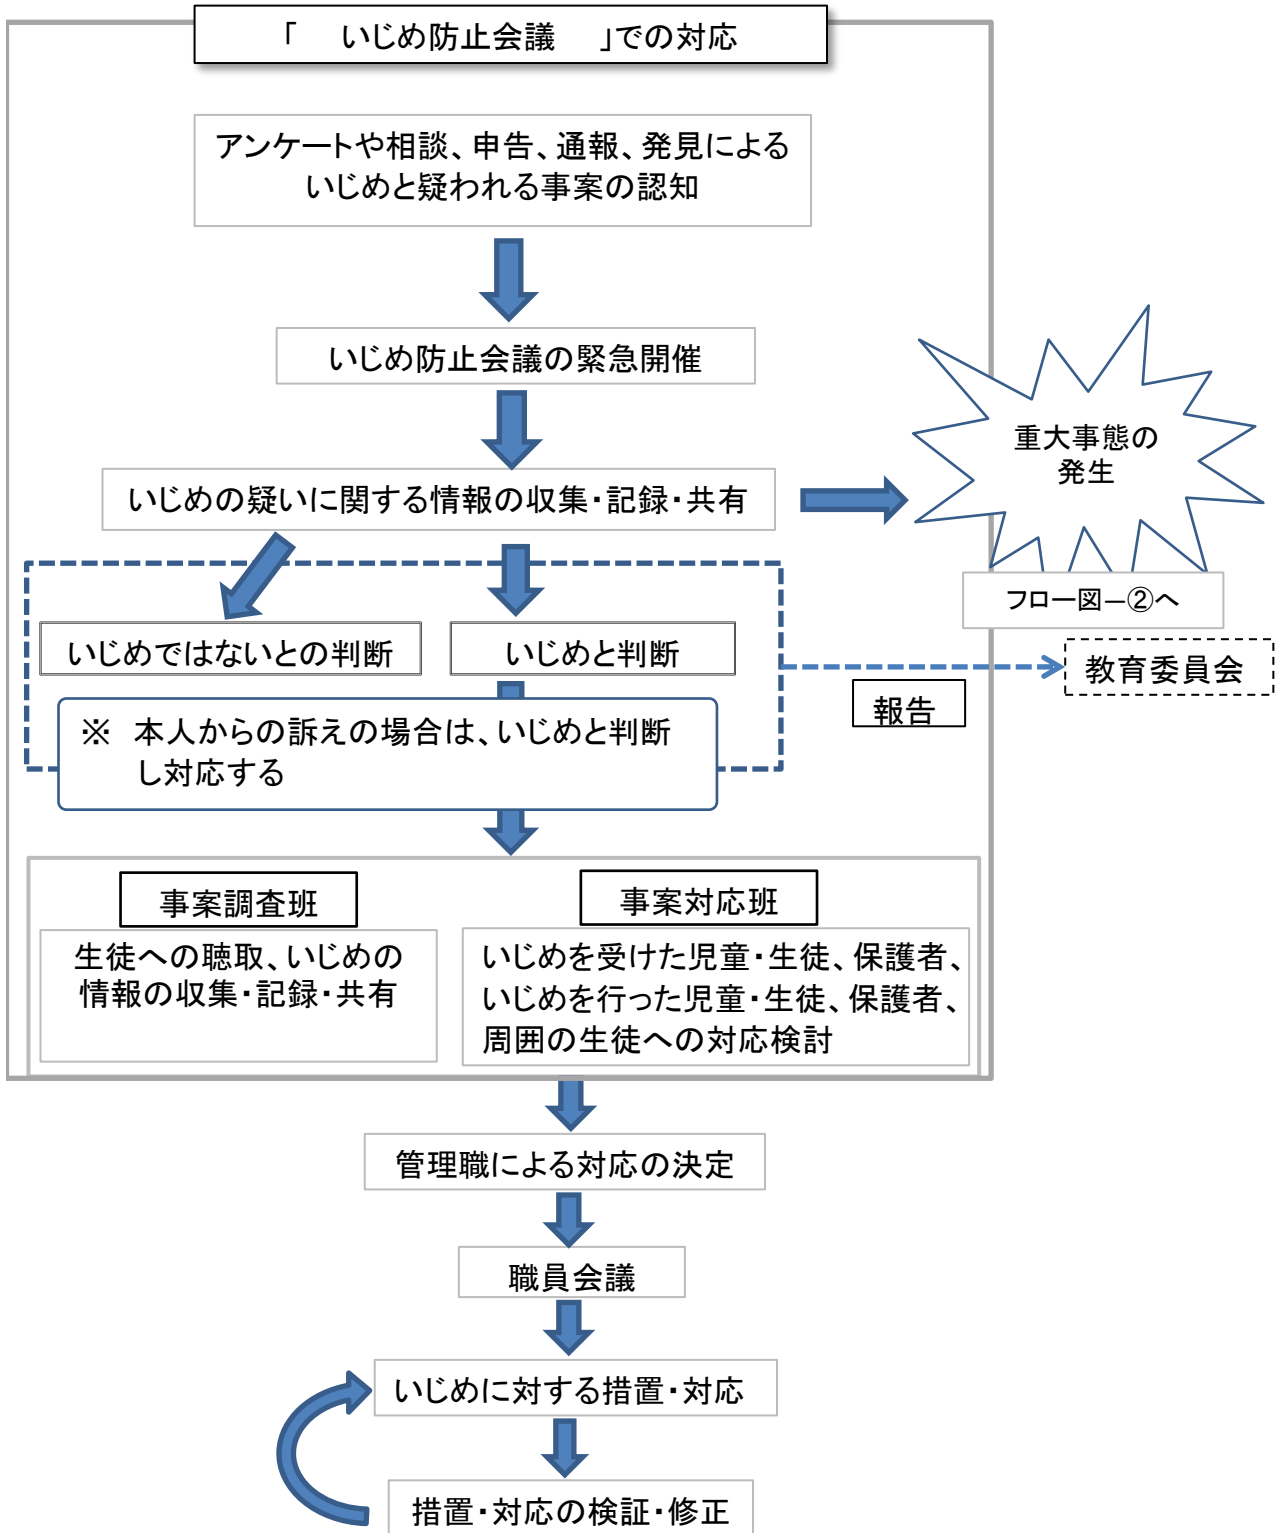 「　いじめ防止会議　」での対応
アンケートや相談、申告、通報、発見による
いじめと疑われる事案の認知
いじめ防止会議の緊急開催
重大事態の
発生
いじめの疑いに関する情報の収集・記録・共有
フロー図―②へ
いじめではないとの判断
いじめと判断
教育委員会
報告
※　本人からの訴えの場合は、いじめと判断
し対応する
事案調査班
生徒への聴取、いじめの
情報の収集・記録・共有
事案対応班
いじめを受けた児童・生徒、保護者、
いじめを行った児童・生徒、保護者、
周囲の生徒への対応検討
管理職による対応の決定
職員会議
いじめに対する措置・対応
措置・対応の検証・修正